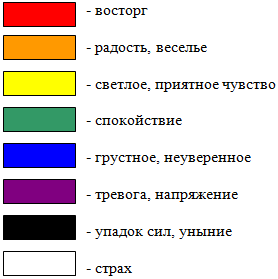 - восторг
- радость, веселье
- светлое, приятное чувство
- спокойствие
- грустное, неуверенное
- тревога, напряжение
- упадок сил, уныние
- страх